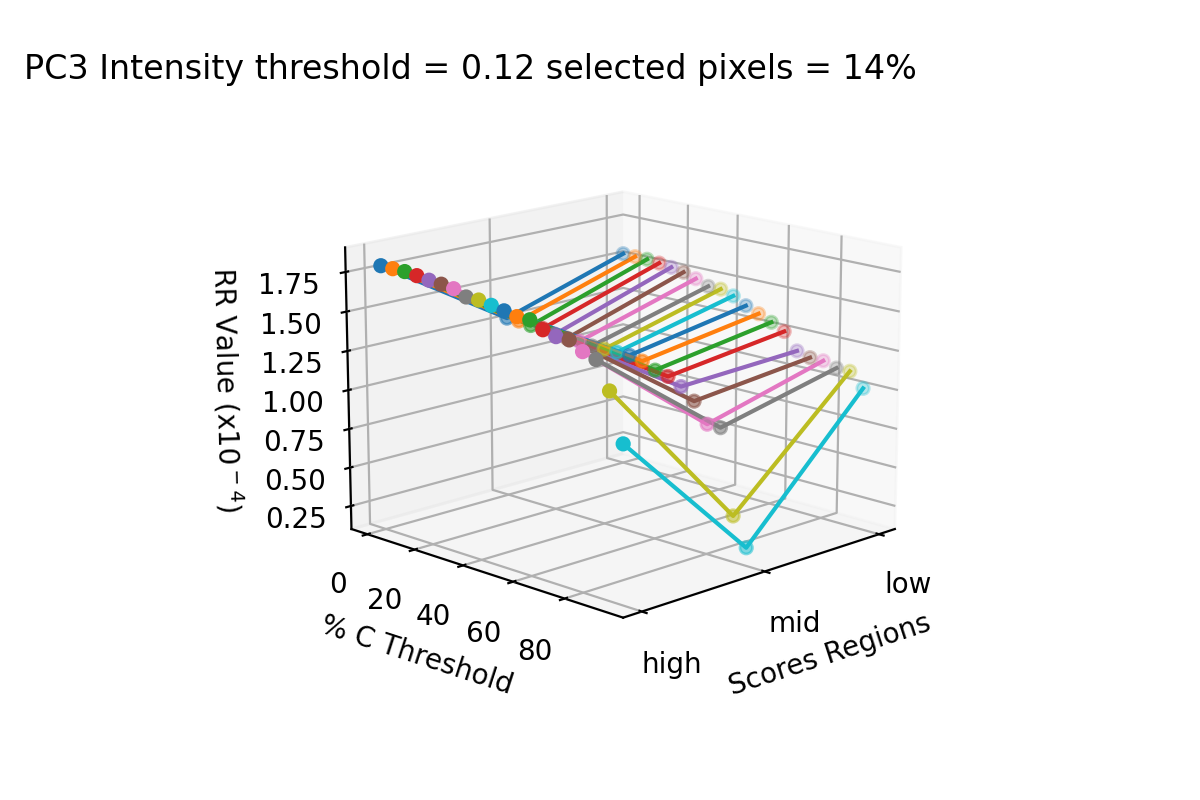 PC3 Intensity threshold = 0.12 selected pixels = 14%
RR Value (x10⁻⁴)
1.75
1.50
1.25
1.00
0.75
0.50
0.25
0
20
40
60
80
% C Threshold
high
mid
low
Scores Regions